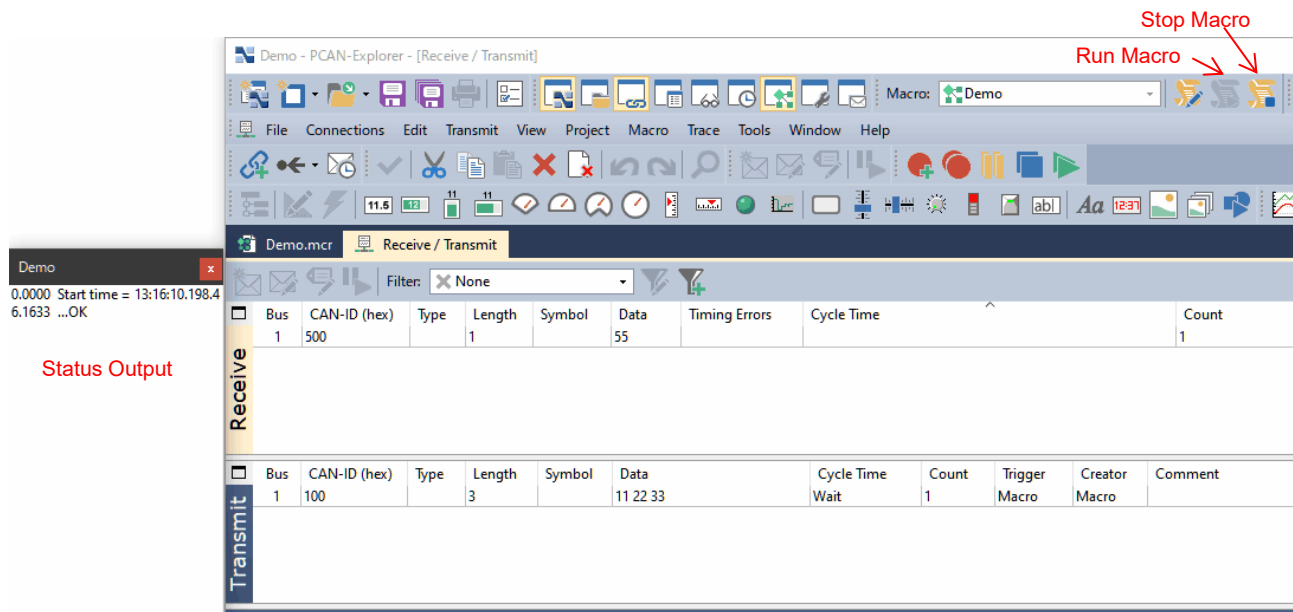 Stop Macro
Run Macro
Demo - PCAN-Explorer - [Receive / Transmit]
Macro: Demo
File Connections Edit Transmit View Project Macro Trace Tools Window Help
11.5 12 11 11 abl Aa 12:31
Demo.mcr Receive / Transmit
Demo x
0.0000 Start time = 13:16:10.198.4
6.1633 ...OK
Status Output
Filter: None
Bus CAN-ID (hex) Type Length Symbol Data Timing Errors Cycle Time Count
1 500 1 55 1
Receive
Bus CAN-ID (hex) Type Length Symbol Data Cycle Time Count Trigger Creator Comment
1 100 3 11 22 33 Wait 1 Macro Macro
Transmit